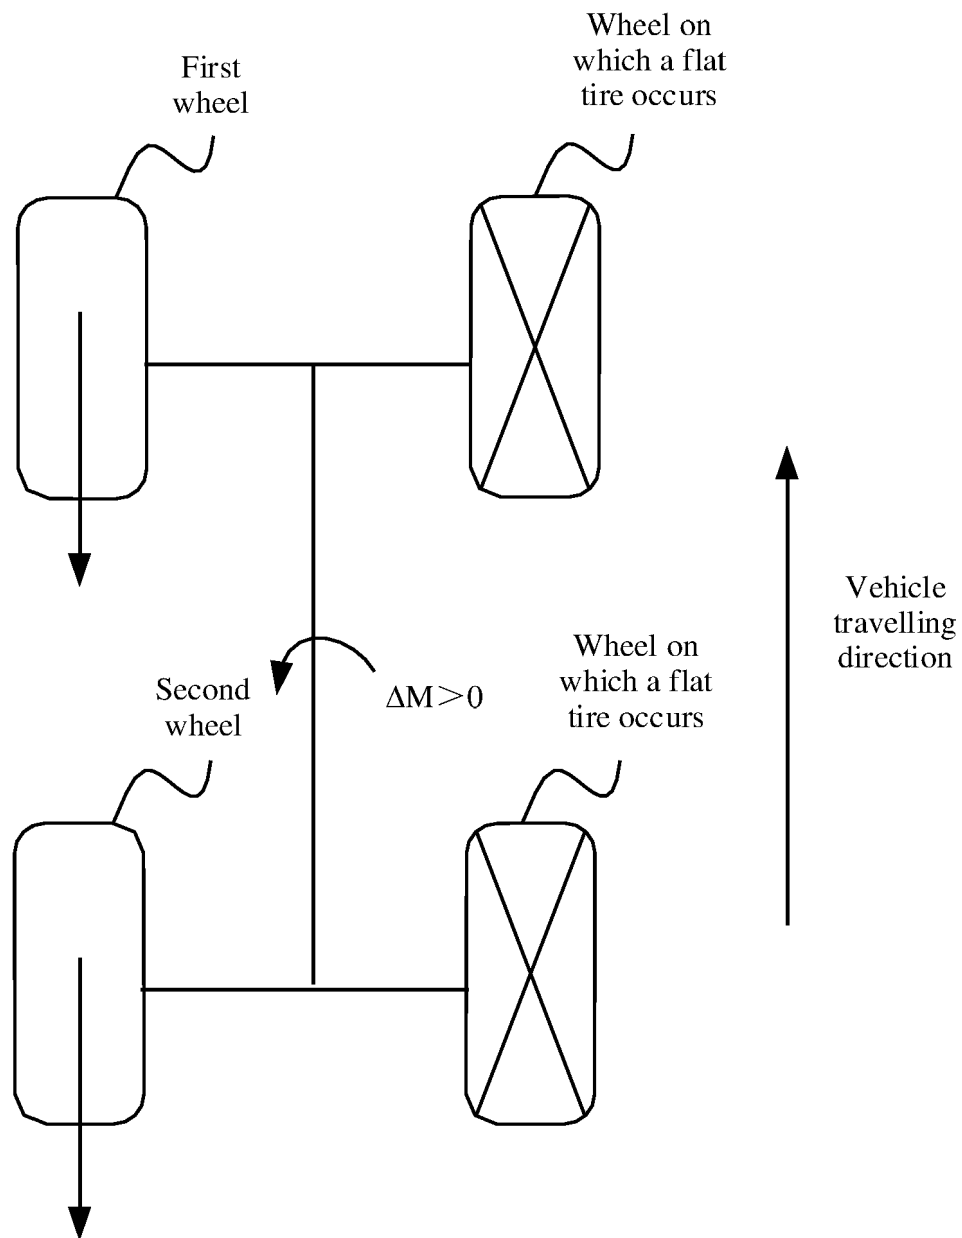 First
wheel
Wheel on
which a flat
tire occurs
Vehicle
travelling
direction
Second
wheel
ΔM>0
Wheel on
which a flat
tire occurs